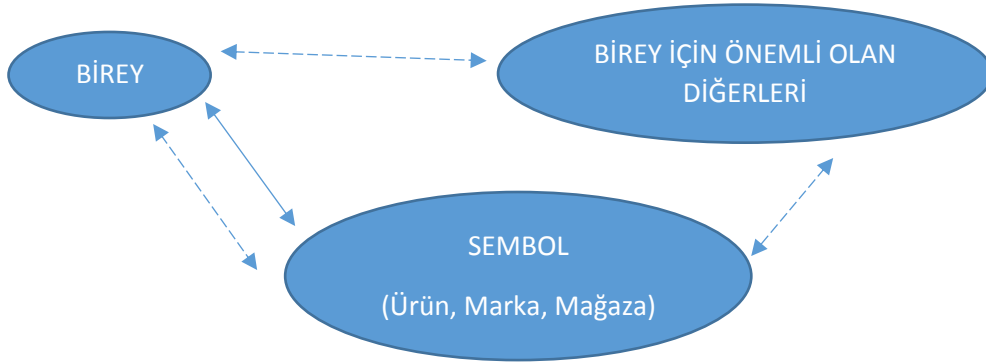 BİREY
BİREY İÇİN ÖNEMLİ OLAN
DİĞERLERİ
SEMBOL
(Ürün, Marka, Mağaza)